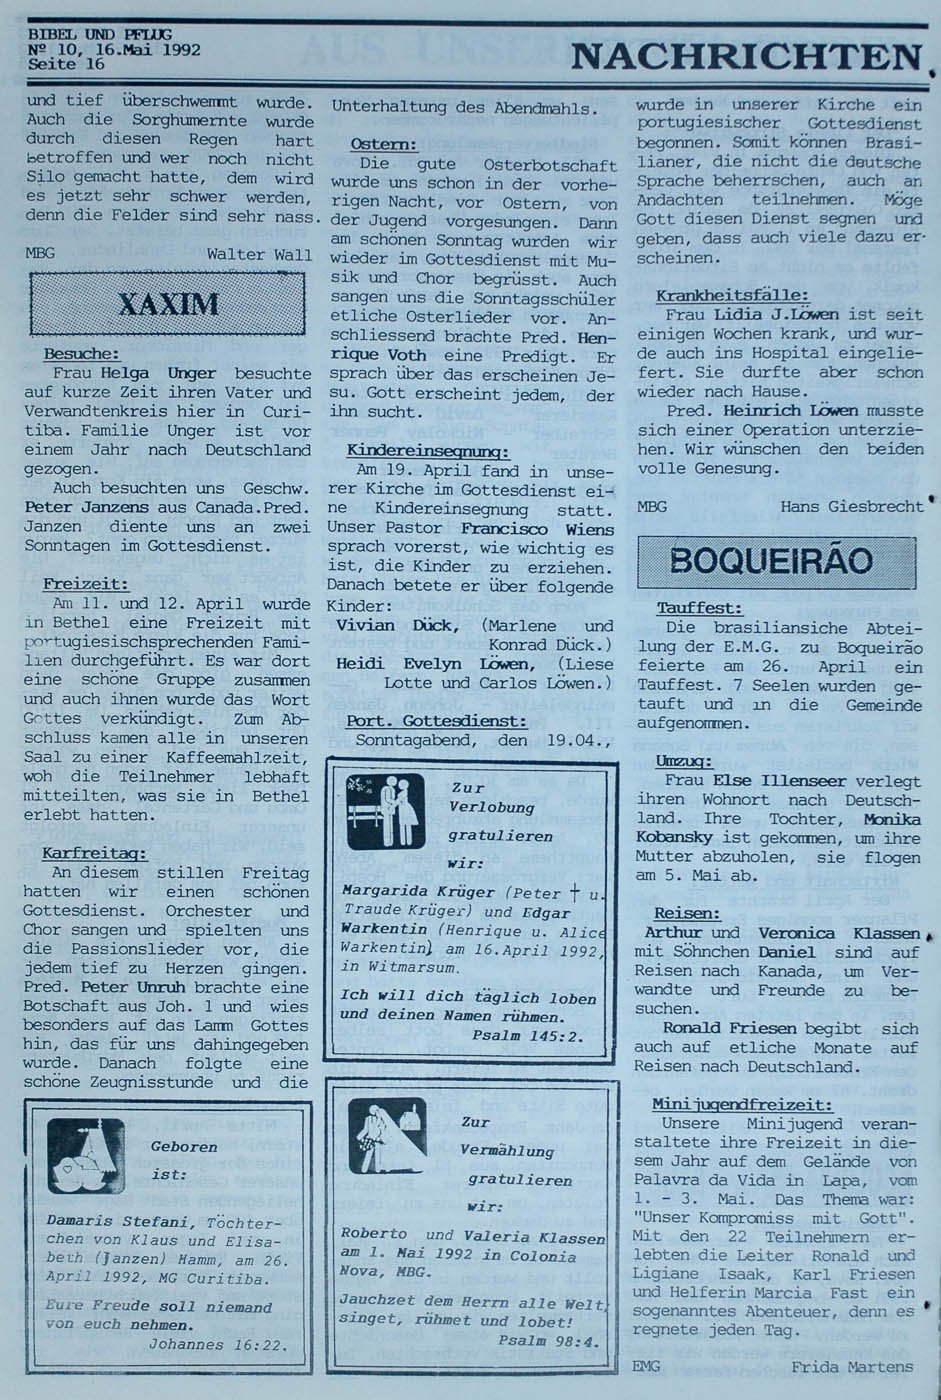 BIBEL UND PFLUG
Nº 10, 16.Mai 1992
Seite 16
NACHRICHTEN
und tief überschwemmt wurde.
Auch die Sorghumernte wurde
durch diesen Regen hart
betroffen und wer noch nicht
Silo gemacht hatte, dem wird
es jetzt sehr schwer werden,
denn die Felder sind sehr nass.
MBG Walter Wall
XAXIM
Besuche:
Frau Helga Unger besuchte
auf kurze Zeit ihren Vater und
Verwandtenkreis hier in Curi-
tiba. Familie Unger ist vor
einem Jahr nach Deutschland
gezogen.
Auch besuchten uns Geschw.
Peter Janzens aus Canada.Pred.
Janzen diente uns an zwei
Sonntagen im Gottesdienst.
Freizeit:
Am 11. und 12. April wurde
in Bethel eine Freizeit mit
portugiesischsprechenden Fami-
lien durchgeführt. Es war dort
eine schöne Gruppe zusammen
und auch ihnen wurde das Wort
Gottes verkündigt. Zum Ab-
schluss kamen alle in unseren
Saal zu einer Kaffeemahlzeit,
woh die Teilnehmer lebhaft
mitteilten, was sie in Bethel
erlebt hatten.
Karfreitag:
An diesem stillen Freitag
hatten wir einen schönen
Gottesdienst. Orchester und
Chor sangen und spielten uns
die Passionslieder vor, die
jedem tief zu Herzen gingen.
Pred. Peter Unruh brachte eine
Botschaft aus Joh. 1 und wies
besonders auf das Lamm Gottes
hin, das für uns dahingegeben
wurde. Danach folgte eine
schöne Zeugnisstunde und die
Geboren
ist:
Damaris Stefani, Töchter-
chen von Klaus und Elisa-
beth (Janzen) Hamm, am 26.
April 1992, MG Curitiba.
Eure Freude soll niemand
von euch nehmen.
Johannes 16:22.
Unterhaltung des Abendmahls.
Ostern:
Die gute Osterbotschaft
wurde uns schon in der vorhe-
rigen Nacht, vor Ostern, von
der Jugend vorgesungen. Dann
am schönen Sonntag wurden wir
wieder im Gottesdienst mit Mu-
sik und Chor begrüsst. Auch
sangen uns die Sonntagsschüler
etliche Osterlieder vor. An-
schliessend brachte Pred. Hen-
rique Voth eine Predigt. Er
sprach über das erscheinen Je-
su. Gott erscheint jedem, der
ihn sucht.
Kindereinsegnung:
Am 19. April fand in unse-
rer Kirche im Gottesdienst ei-
ne Kindereinsegnung statt.
Unser Pastor Francisco Wiens
sprach vorerst, wie wichtig es
ist, die Kinder zu erziehen.
Danach betete er über folgende
Kinder:
Vivian Dück, (Marlene und
Konrad Dück.)
Heidi Evelyn Löwen, (Liese
Lotte und Carlos Löwen.)
Port. Gottesdienst:
Sonntagabend, den 19.04.,
Zur
Verlobung
gratulieren
wir:
Margarida Krüger (Peter † u.
Traude Krüger) und Edgar
Warkentin (Henrique u. Alice
Warkentin), am 16.April 1992,
in Witmarsum.
Ich will dich täglich loben
und deinen Namen rühmen.
Psalm 145:2.
Zur
Vermählung
gratulieren
wir:
Roberto und Valeria Klassen
am 1. Mai 1992 in Colonia
Nova, MBG.
Jauchzet dem Herrn alle Welt,
singet, rühmet und lobet!
Psalm 98:4.
wurde in unserer Kirche ein
portugiesischer Gottesdienst
begonnen. Somit können Brasi-
lianer, die nicht die deutsche
Sprache beherrschen, auch an
Andachten teilnehmen. Möge
Gott diesen Dienst segnen und
geben, dass auch viele dazu er-
scheinen.
Krankheitsfälle:
Frau Lidia J.Löwen ist seit
einigen Wochen krank, und wur-
de auch ins Hospital eingelie-
fert. Sie durfte aber schon
wieder nach Hause.
Pred. Heinrich Löwen musste
sich einer Operation unterzie-
hen. Wir wünschen den beiden
volle Genesung.
MBG Hans Giesbrecht
BOQUEIRÃO
Tauffest:
Die brasiliansiche Abtei-
lung der E.M.G. zu Boqueirão
feierte am 26. April ein
Tauffest. 7 Seelen wurden ge-
tauft und in die Gemeinde
aufgenommen.
Umzug:
Frau Else Illenseer verlegt
ihren Wohnort nach Deutsch-
land. Ihre Tochter, Monika
Kobansky ist gekommen, um ihre
Mutter abzuholen, sie flogen
am 5. Mai ab.
Reisen:
Arthur und Veronica Klassen
mit Söhnchen Daniel sind auf
Reisen nach Kanada, um Ver-
wandte und Freunde zu be-
suchen.
Ronald Friesen begibt sich
auch auf etliche Monate auf
Reisen nach Deutschland.
Minijugendfreizeit:
Unsere Minijugend veran-
staltete ihre Freizeit in die-
sem Jahr auf dem Gelände von
Palavra da Vida in Lapa, vom
1. - 3. Mai. Das Thema war:
"Unser Kompromiss mit Gott".
Mit den 22 Teilnehmern er-
lebten die Leiter Ronald und
Ligiane Isaak, Karl Friesen
und Helferin Marcia Fast ein
sogenanntes Abenteuer, denn es
regnete jeden Tag.
EMG Frida Martens